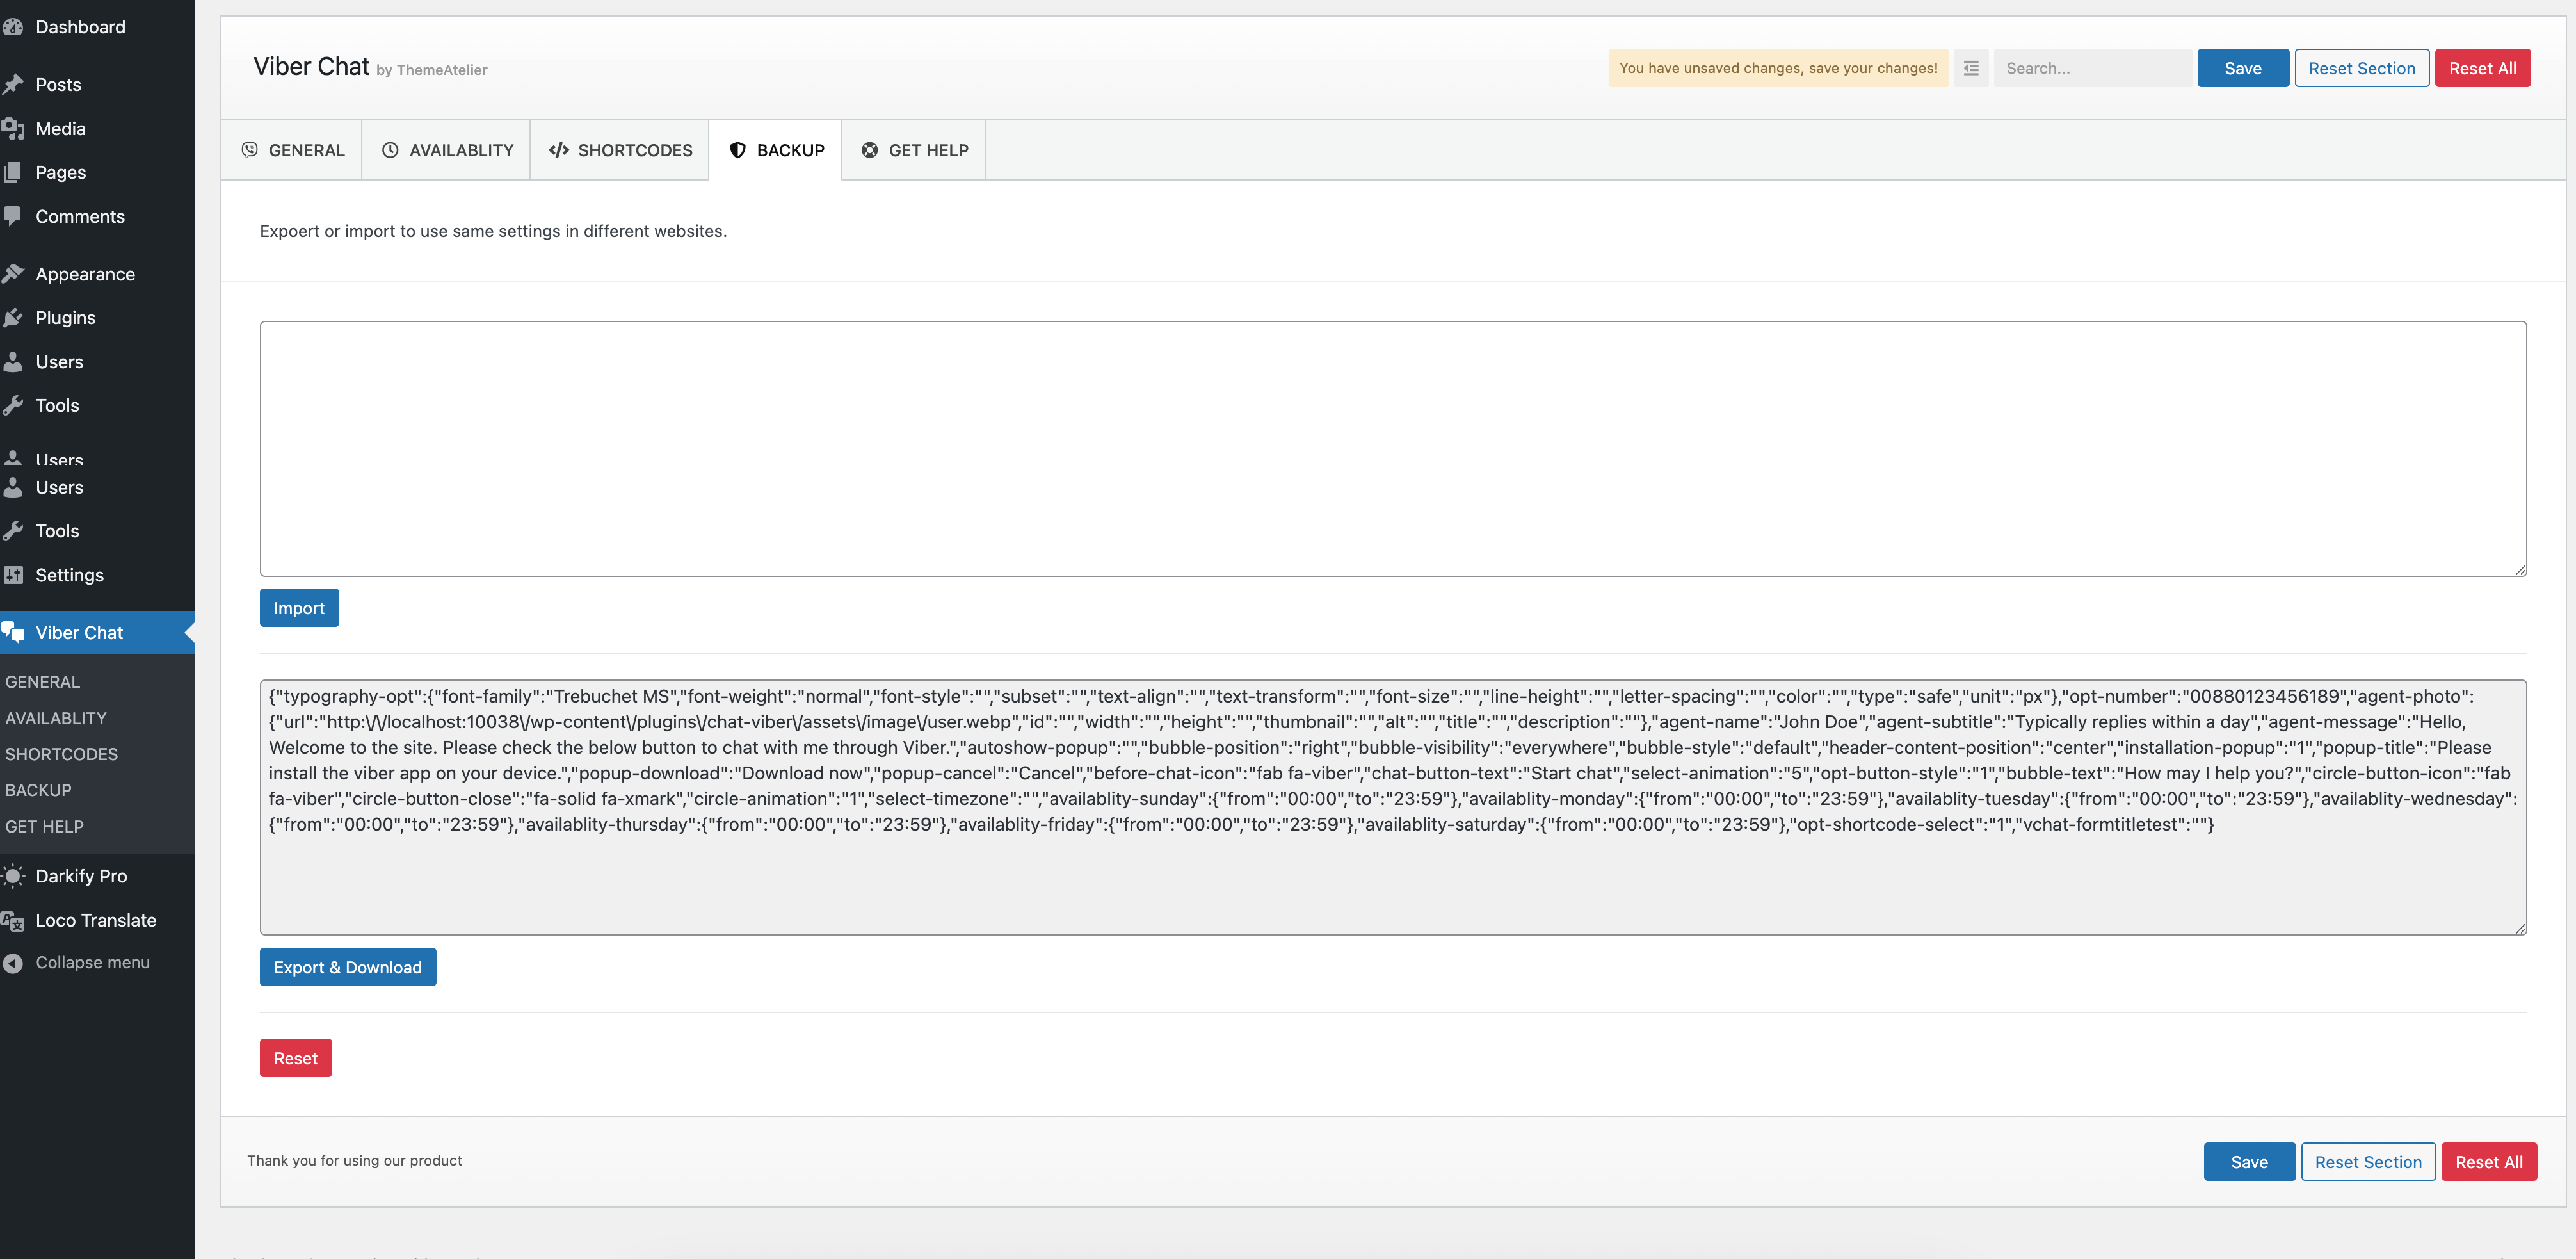 Dashboard
Posts
Media
Pages
Comments
Appearance
Plugins
Users
Tools
Users
Users
Tools
Settings
Viber Chat
GENERAL
AVAILABLITY
SHORTCODES
BACKUP
GET HELP
Darkify Pro
Loco Translate
Collapse menu
Viber Chat by ThemeAtelier
You have unsaved changes, save your changes!
Search...
Save
Reset Section
Reset All
GENERAL
AVAILABLITY
SHORTCODES
BACKUP
GET HELP
Expoert or import to use same settings in different websites.
Import
{"typography-opt":{"font-family":"Trebuchet MS","font-weight":"normal","font-style":"","subset":"","text-align":"","text-transform":"","font-size":"","line-height":"","letter-spacing":"","color":"","type":"safe","unit":"px"},"opt-number":"00880123456189","agent-photo":
{"url":"http:\/\/localhost:10038\/wp-content\/plugins\/chat-viber\/assets\/image\/user.webp","id":"","width":"","height":"","thumbnail":"","alt":"","title":"","description":""},"agent-name":"John Doe","agent-subtitle":"Typically replies within a day","agent-message":"Hello,
Welcome to the site. Please check the below button to chat with me through Viber.","autoshow-popup":"","bubble-position":"right","bubble-visibility":"everywhere","bubble-style":"default","header-content-position":"center","installation-popup":"1","popup-title":"Please
install the viber app on your device.","popup-download":"Download now","popup-cancel":"Cancel","before-chat-icon":"fab fa-viber","chat-button-text":"Start chat","select-animation":"5","opt-button-style":"1","bubble-text":"How may I help you?","circle-button-icon":"fab
fa-viber","circle-button-close":"fa-solid fa-xmark","circle-animation":"1","select-timezone":"","availablity-sunday":{"from":"00:00","to":"23:59"},"availablity-monday":{"from":"00:00","to":"23:59"},"availablity-tuesday":{"from":"00:00","to":"23:59"},"availablity-wednesday":
{"from":"00:00","to":"23:59"},"availablity-thursday":{"from":"00:00","to":"23:59"},"availablity-friday":{"from":"00:00","to":"23:59"},"availablity-saturday":{"from":"00:00","to":"23:59"},"opt-shortcode-select":"1","vchat-formtitletest":""}
Export & Download
Reset
Thank you for using our product
Save
Reset Section
Reset All